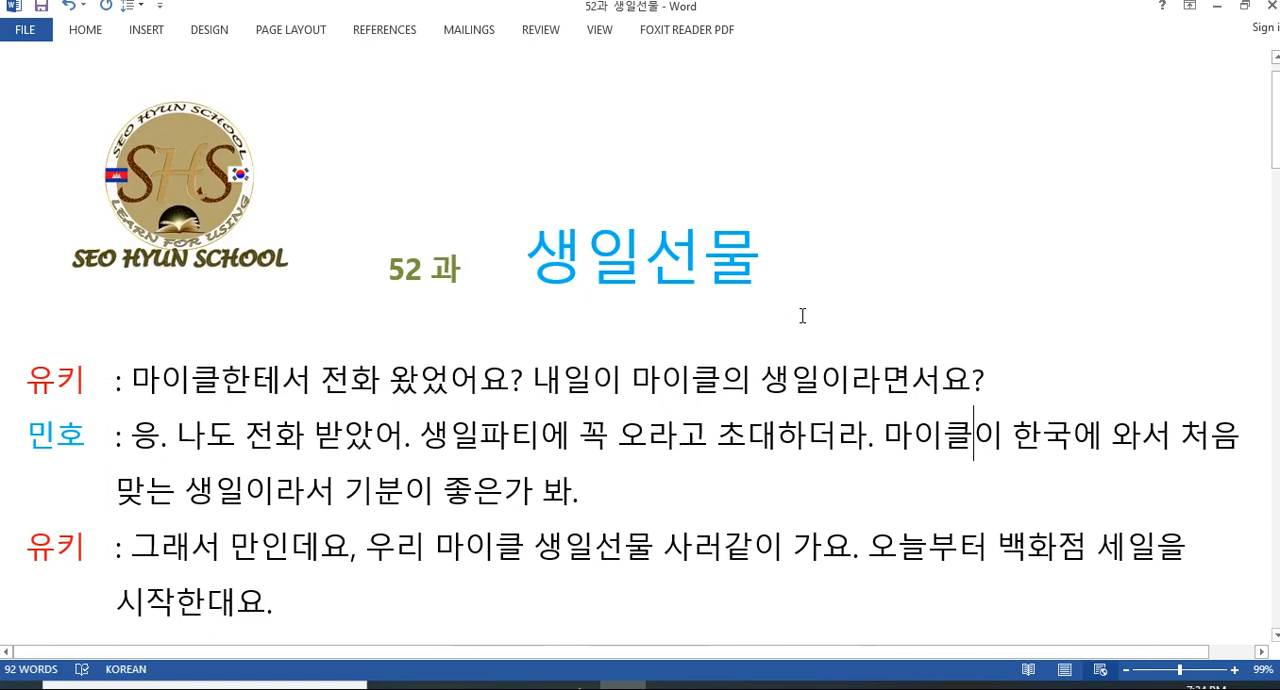 52과 생일선물 - Word
Sign i
FILE HOME INSERT DESIGN PAGE LAYOUT REFERENCES MAILINGS REVIEW VIEW FOXIT READER PDF
SEO HYUN SCHOOL
SHS
LEARN FOR USING
SEO HYUN SCHOOL
52 과 생일선물
유키 : 마이클한테서 전화 왔었어요? 내일이 마이클의 생일이라면서요?
민호 : 응. 나도 전화 받았어. 생일파티에 꼭 오라고 초대하더라. 마이클이 한국에 와서 처음
맞는 생일이라서 기분이 좋은가 봐.
유키 : 그래서 만인데요, 우리 마이클 생일선물 사러같이 가요. 오늘부터 백화점 세일을
시작한대요.
92 WORDS KOREAN 99%